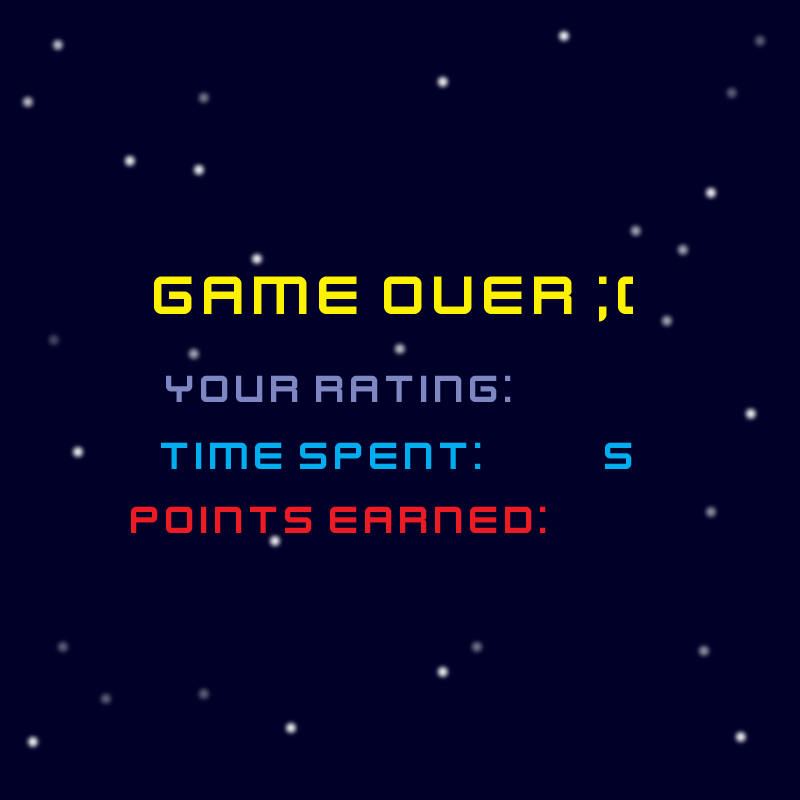 GAME OVER ;(
YOUR RATING:
TIME SPENT: S
POINTS EARNED: